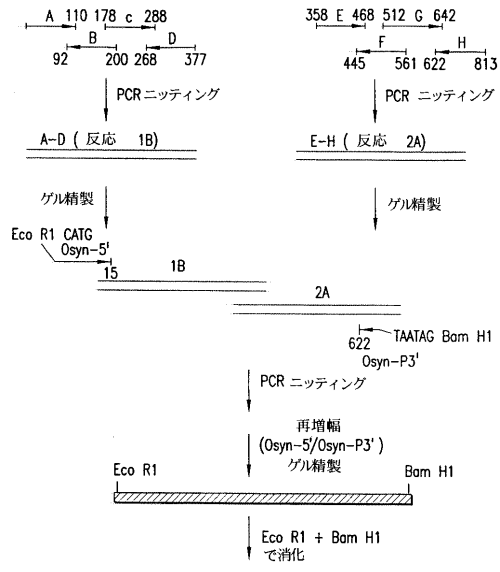 A 110 178 c 288
B D
92 200 268 377
358 E 468 512 G 642
F H
445 561 622 813
PCR ニッティング
PCR ニッティング
A-D ( 反応 1B)
E-H ( 反応 2A)
ゲル精製
ゲル精製
Eco R1 CATG
Osyn-5'
15
1B
2A
TAATAG Bam H1
622
Osyn-P3'
PCR ニッティング
再増幅
(Osyn-5'/Osyn-P3')
ゲル精製
Eco R1
Bam H1
Eco R1 + Bam H1
で消化